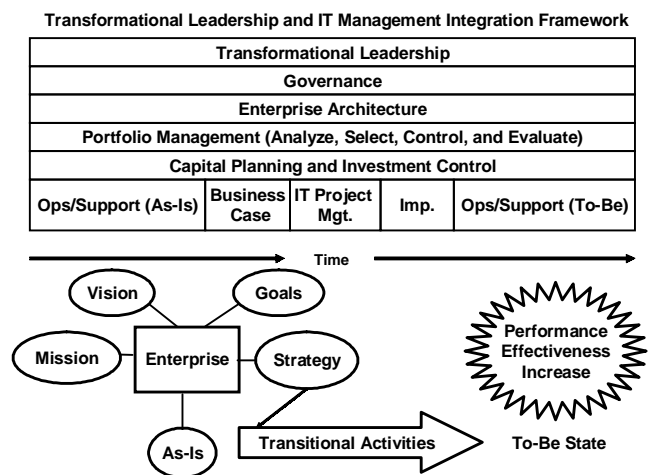 Transformational Leadership and IT Management Integration Framework
Transformational Leadership
Governance
Enterprise Architecture
Portfolio Management (Analyze, Select, Control, and Evaluate)
Capital Planning and Investment Control
Ops/Support (As-Is)
Business
Case
IT Project
Mgt.
Imp.
Ops/Support (To-Be)
Time
Vision
Goals
Mission
Enterprise
Strategy
Performance
Effectiveness
Increase
As-Is
Transitional Activities
To-Be State